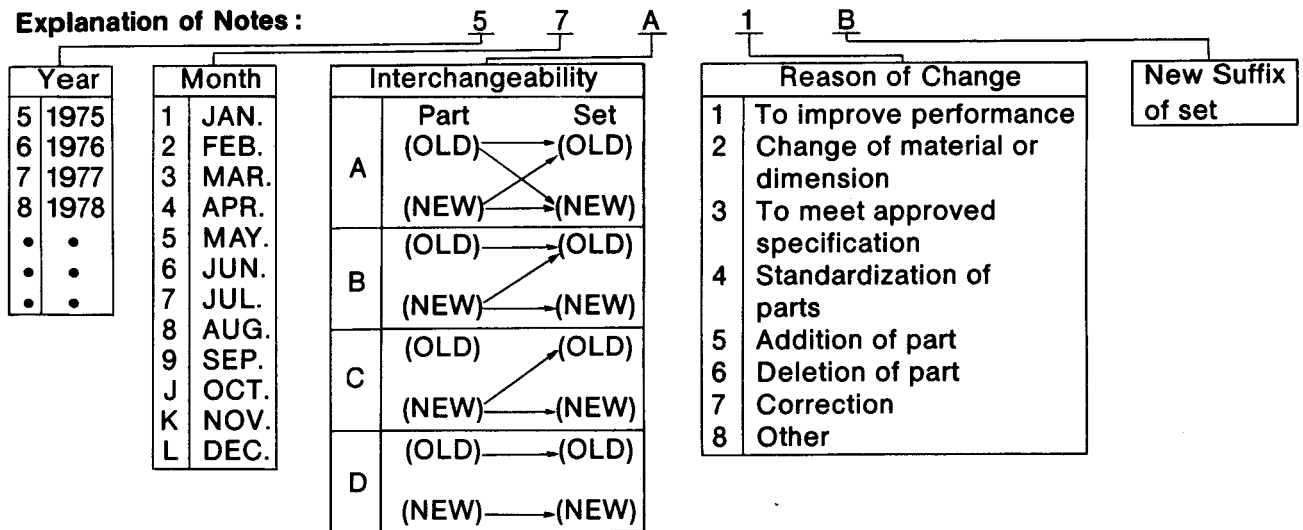 Explanation of Notes: 5 7 A 1 B
Year
5 1975
6 1976
7 1977
8 1978
• •
• •
• •
Month
1 JAN.
2 FEB.
3 MAR.
4 APR.
5 MAY.
6 JUN.
7 JUL.
8 AUG.
9 SEP.
J OCT.
K NOV.
L DEC.
Interchangeability
Part Set
A
(OLD) (OLD)
(NEW) (NEW)
B
(OLD) (OLD)
(NEW) (NEW)
C
(OLD) (OLD)
(NEW) (NEW)
D
(OLD) (OLD)
(NEW) (NEW)
Reason of Change
1 To improve performance
2 Change of material or
dimension
3 To meet approved
specification
4 Standardization of
parts
5 Addition of part
6 Deletion of part
7 Correction
8 Other
New Suffix
of set